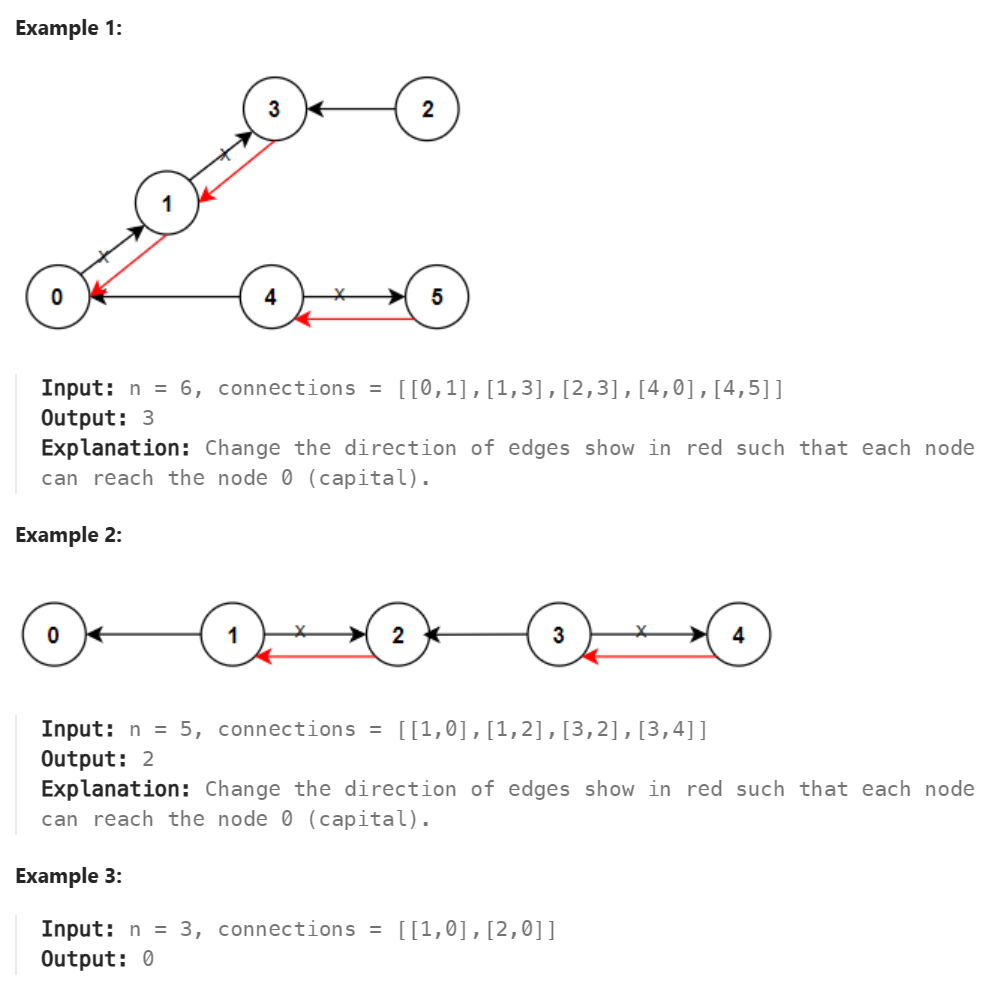 Example 1:
3 2
x
1
x
0 4 x 5
Input: n = 6, connections = [[0,1],[1,3],[2,3],[4,0],[4,5]]
Output: 3
Explanation: Change the direction of edges show in red such that each node
can reach the node 0 (capital).
Example 2:
0 1 x 2 3 x 4
Input: n = 5, connections = [[1,0],[1,2],[3,2],[3,4]]
Output: 2
Explanation: Change the direction of edges show in red such that each node
can reach the node 0 (capital).
Example 3:
Input: n = 3, connections = [[1,0],[2,0]]
Output: 0